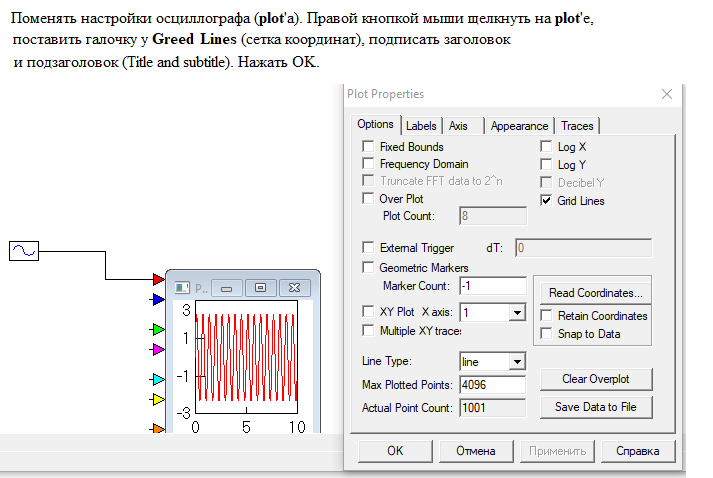 Поменять настройки осциллографа (plot'a). Правой кнопкой мыши щелкнуть на plot'e,
поставить галочку у Greed Lines (сетка координат), подписать заголовок
и подзаголовок (Title and subtitle). Нажать OK.
Plot Properties
Options Labels Axis Appearance Traces
Fixed Bounds Log X
Frequency Domain Log Y
Truncate FFT data to 2^n Decibel Y
Over Plot Grid Lines
Plot Count: 8
External Trigger dT: 0
Geometric Markers
Marker Count: -1 Read Coordinates...
XY Plot X axis: 1 Retain Coordinates
Multiple XY traces Snap to Data
Line Type: line
Max Plotted Points: 4096 Clear Overplot
Actual Point Count: 1001 Save Data to File
OK Отмена Применить Справка
P..
3
1
-1
-3
0 5 10